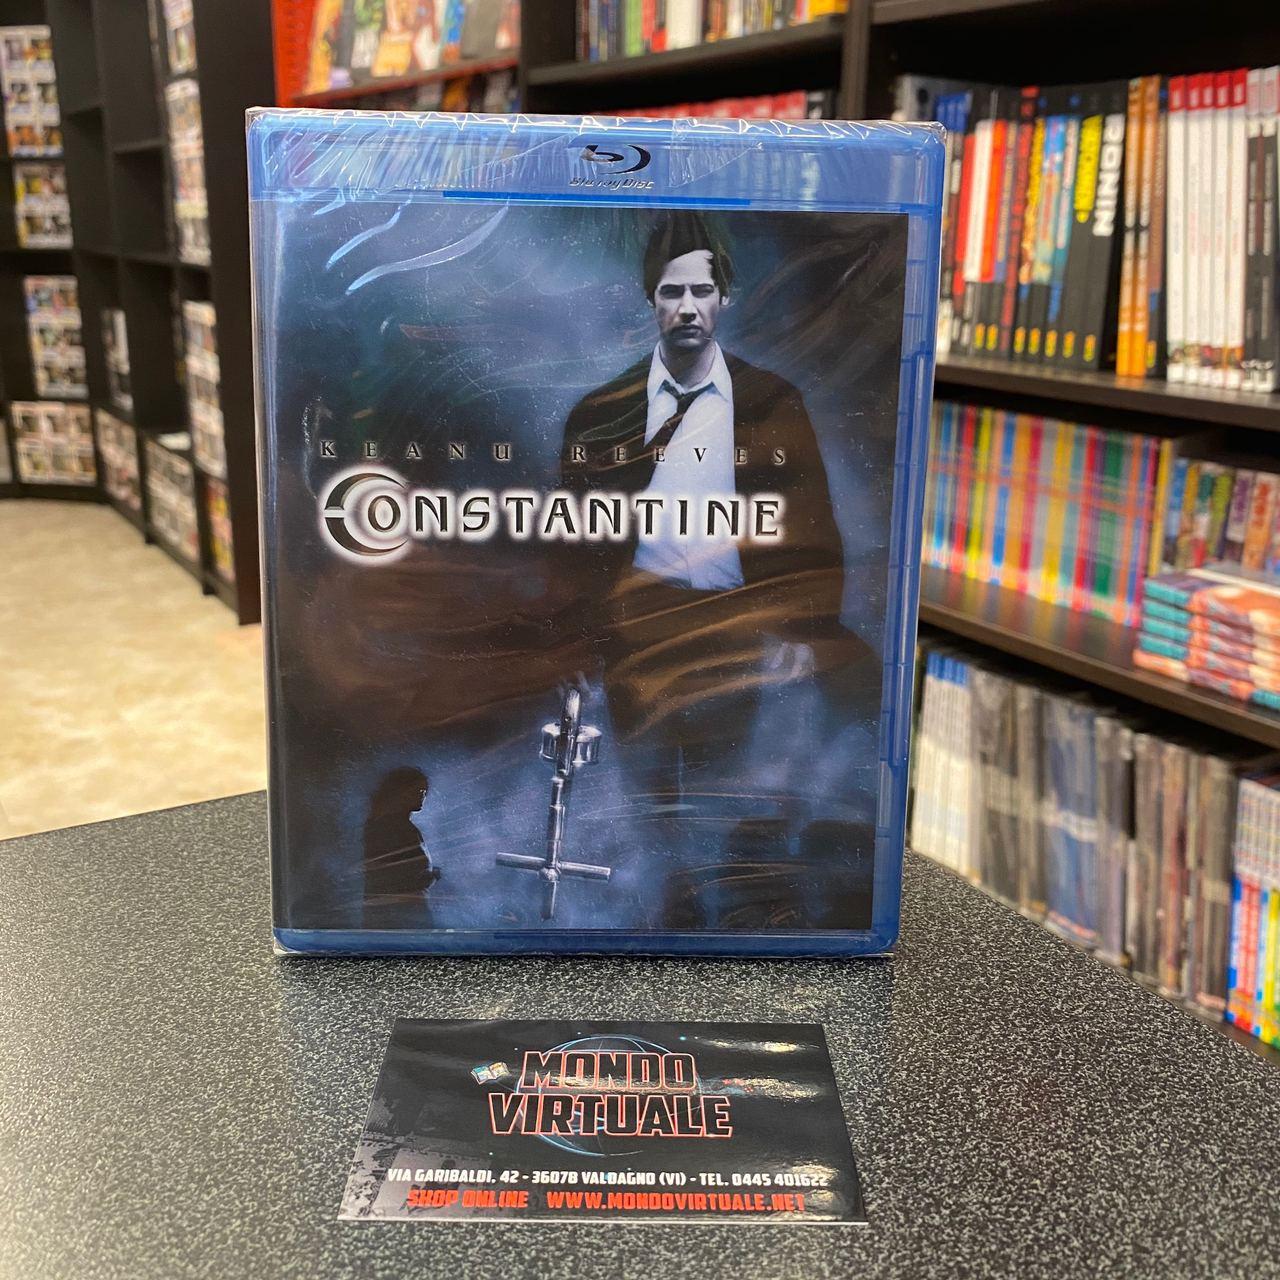 Blu-ray Disc
KEANU REEVES
CONSTANTINE
MONDO
VIRTUALE
VIA GARIBALDI, 42 - 36078 VALDAGNO (VI) - TEL. 0445 401622
SHOP ONLINE WWW.MONDOVIRTUALE.NET